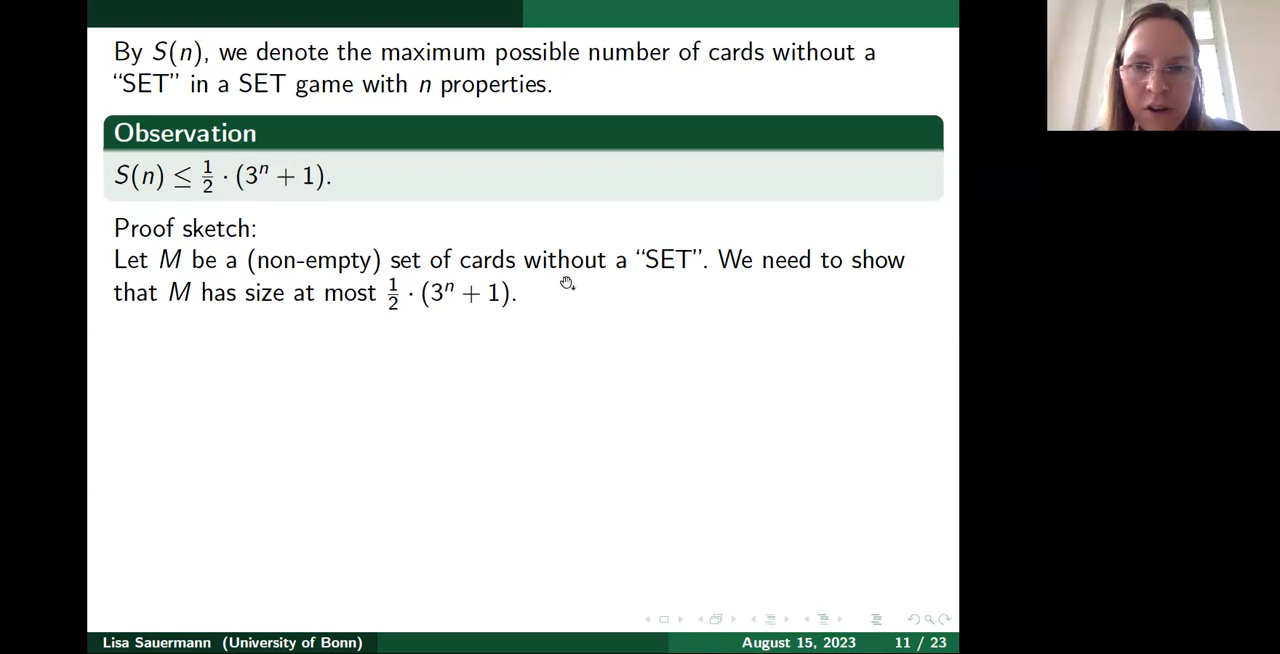 By S(n), we denote the maximum possible number of cards without a
“SET” in a SET game with n properties.
Observation
S(n) ≤ 1/2 · (3ⁿ + 1).
Proof sketch:
Let M be a (non-empty) set of cards without a “SET”. We need to show
that M has size at most 1/2 · (3ⁿ + 1).
Lisa Sauermann (University of Bonn) August 15, 2023 11 / 23